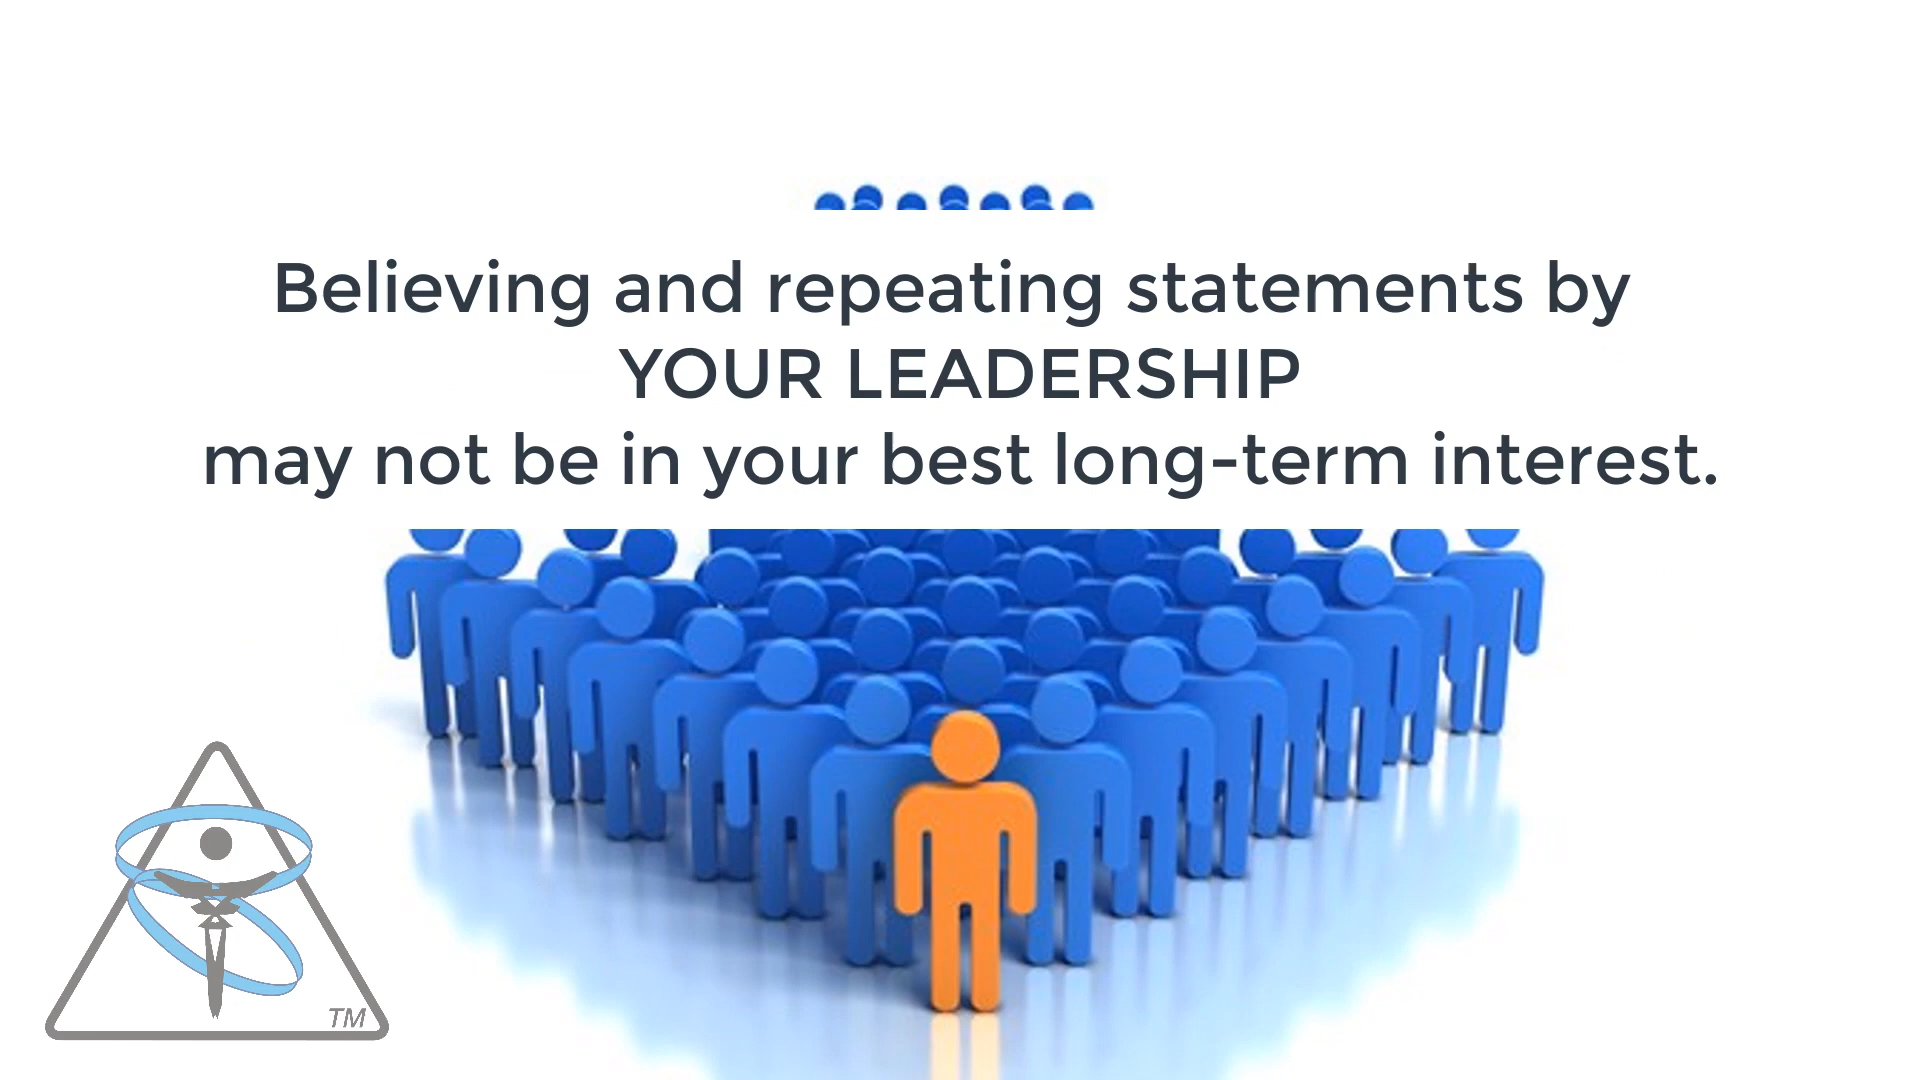 Believing and repeating statements by
YOUR LEADERSHIP
may not be in your best long-term interest.
TM